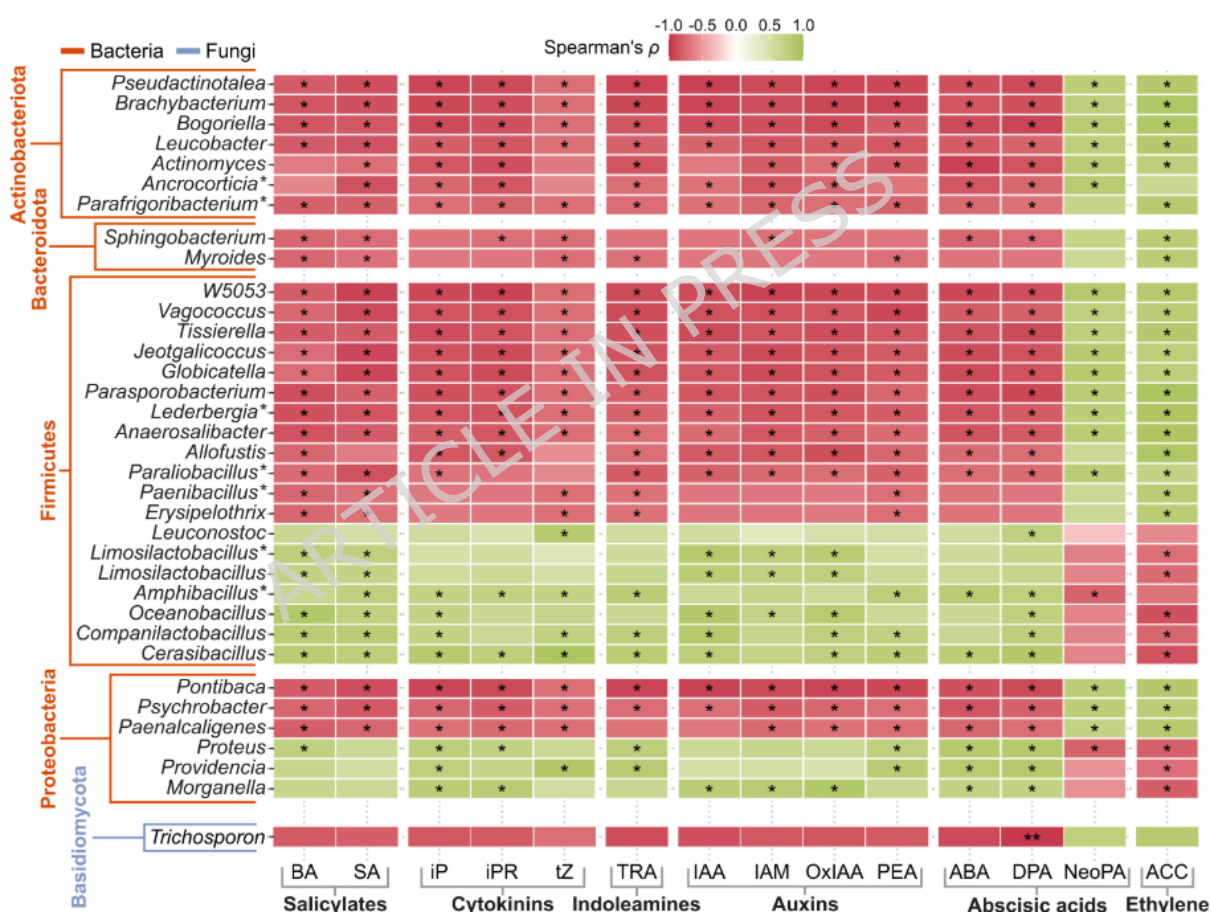 -1.0 -0.5 0.0 0.5 1.0
Spearman's ρ
Bacteria Fungi
Actinobacteriota
Pseudactinotalea * * * * * * * * * * * * * *
Brachybacterium * * * * * * * * * * * * * *
Bogoriella * * * * * * * * * * * * * *
Leucobacter * * * * * * * * * * * * * *
Actinomyces * * * * * * * * * * *
Ancrocorticia* * * * * * * * * * *
Parafrigoribacterium* * * * * * * * * * * * * *
Bacteroidota
Sphingobacterium * * * * * * * *
Myroides * * * * * *
Firmicutes
W5053 * * * * * * * * * * * * * *
Vagococcus * * * * * * * * * * * * * *
Tissierella * * * * * * * * * * * * * *
Jeotgalicoccus * * * * * * * * * * * * * *
Globicatella * * * * * * * * * * * * * *
Parasporobacterium * * * * * * * * * * * * * *
Lederbergia* * * * * * * * * * * * * * *
Anaerosalibacter * * * * * * * * * * * * * *
Allofustis * * * * * * * * * * *
Paraliobacillus* * * * * * * * * * * * *
Paenibacillus* * * * * * *
Erysipelothrix * * * * * *
Leuconostoc * *
Limosilactobacillus* * * * * * *
Limosilactobacillus * * * * * *
Amphibacillus* * * * * * * * * *
Oceanobacillus * * * * * * * *
Companilactobacillus * * * * * * * * * *
Cerasibacillus * * * * * * * * * * * *
Proteobacteria
Pontibaca * * * * * * * * * * * * * *
Psychrobacter * * * * * * * * * * * * * *
Paenalcaligenes * * * * * * * * * * * *
Proteus * * * * * * * * *
Providencia * * * * * * *
Morganella * * * * * * * *
Basidiomycota
Trichosporon **
BA SA iP iPR tZ TRA IAA IAM OxIAA PEA ABA DPA NeoPA ACC
Salicylates Cytokinins Indoleamines Auxins Abscisic acids Ethylene
ARTICLE IN PRESS